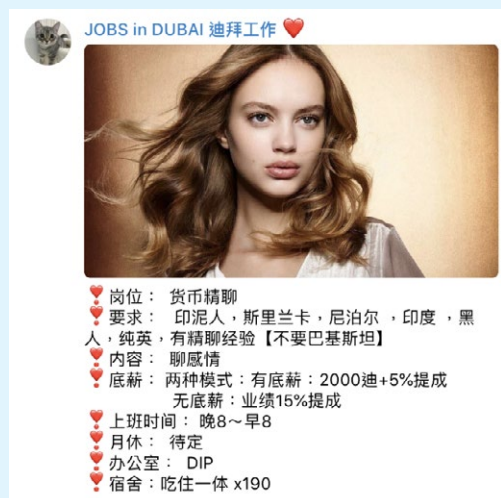 JOBS in DUBAI 迪拜工作 ❤️
❣️岗位： 货币精聊
❣️要求： 印泥人，斯里兰卡，尼泊尔 ，印度 ，黑
人，纯英，有精聊经验【不要巴基斯坦】
❣️内容： 聊感情
❣️底薪： 两种模式：有底薪：2000迪+5%提成
无底薪：业绩15%提成
❣️上班时间： 晚8～早8
❣️月休： 待定
❣️办公室： DIP
❣️宿舍：吃住一体 x190